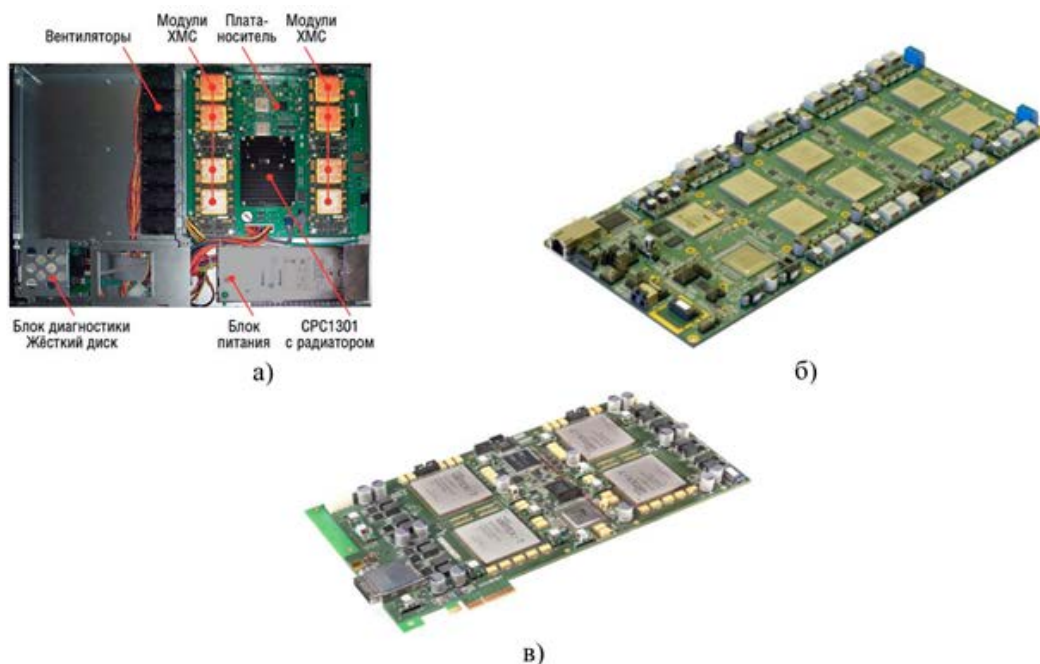 Модули
XMC
Плата-
носитель
Модули
XMC
Вентиляторы
Блок диагностики
Жёсткий диск
Блок
питания
CPC1301
с радиатором
а)
б)
в)